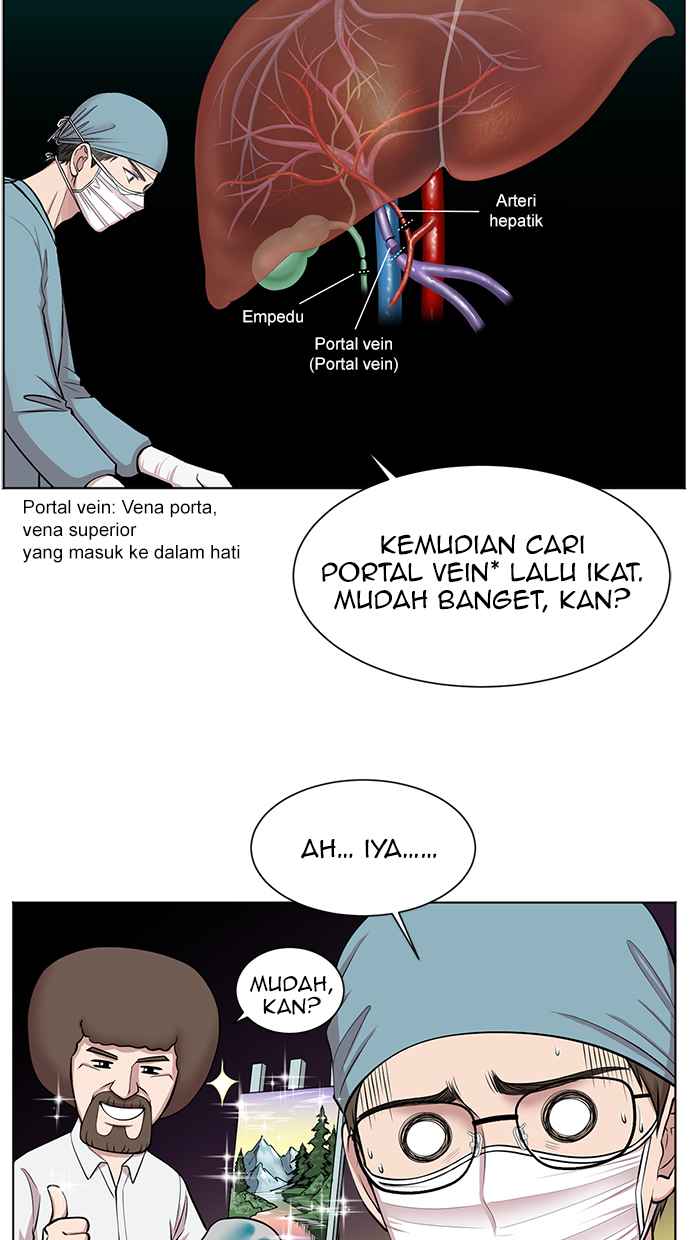 Arteri
hepatik
Empedu
Portal vein
(Portal vein)
Portal vein: Vena porta,
vena superior
yang masuk ke dalam hati
KEMUDIAN CARI
PORTAL VEIN* LALU IKAT.
MUDAH BANGET, KAN?
AH... IYA......
MUDAH,
KAN?